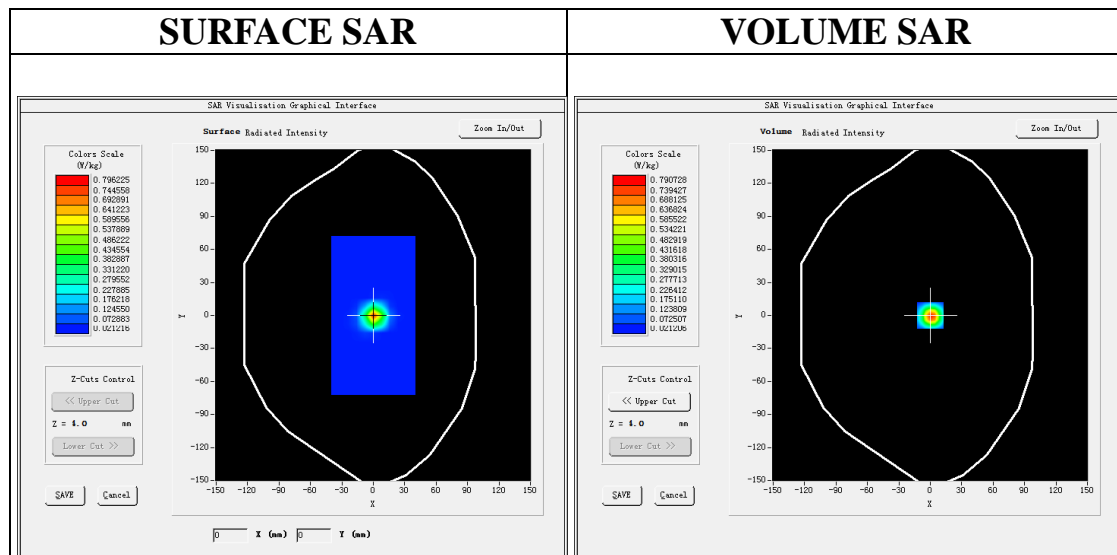 SURFACE SAR
VOLUME SAR
SAR Visualisation Graphical Interface
Surface Radiated Intensity
Zoom In/Out
Colors Scale
(W/kg)
0.796225
0.744558
0.692891
0.641223
0.589556
0.537889
0.486222
0.434554
0.382887
0.331220
0.279552
0.227885
0.176218
0.124550
0.072883
0.021216
150
120
90
60
30
0
-30
-60
-90
-120
-150
Y
-150 -120 -90 -60 -30 0 30 60 90 120 150
X
Z-Cuts Control
<< Upper Cut
Z = 4.0 mm
Lower Cut >>
SAVE Cancel
0 X (mm) 0 Y (mm)
SAR Visualisation Graphical Interface
Volume Radiated Intensity
Zoom In/Out
Colors Scale
(W/kg)
0.790728
0.739427
0.688125
0.636824
0.585522
0.534221
0.482919
0.431618
0.380316
0.329015
0.277713
0.226412
0.175110
0.123809
0.072507
0.021206
150
120
90
60
30
0
-30
-60
-90
-120
-150
Y
-150 -120 -90 -60 -30 0 30 60 90 120 150
X
Z-Cuts Control
<< Upper Cut
Z = 4.0 mm
Lower Cut >>
SAVE Cancel